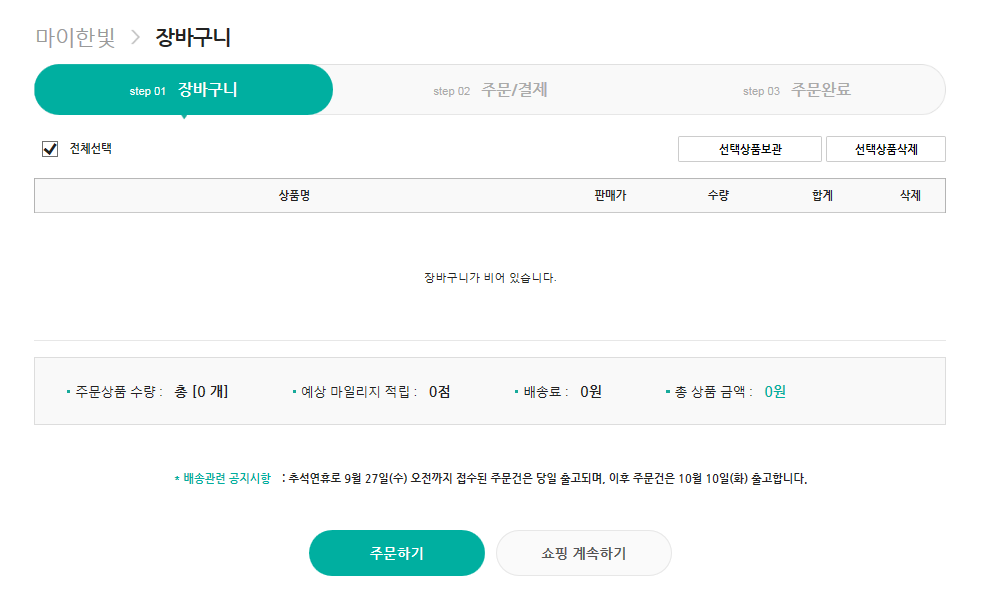 마이한빛 > 장바구니
step 01 장바구니 step 02 주문/결제 step 03 주문완료
전체선택 선택상품보관 선택상품삭제
상품명 판매가 수량 합계 삭제
장바구니가 비어 있습니다.
주문상품 수량 : 총 [0 개] 예상 마일리지 적립 : 0점 배송료 : 0원 총 상품 금액 : 0원
* 배송관련 공지사항 : 추석연휴로 9월 27일(수) 오전까지 접수된 주문건은 당일 출고되며, 이후 주문건은 10월 10일(화) 출고합니다.
주문하기 쇼핑 계속하기